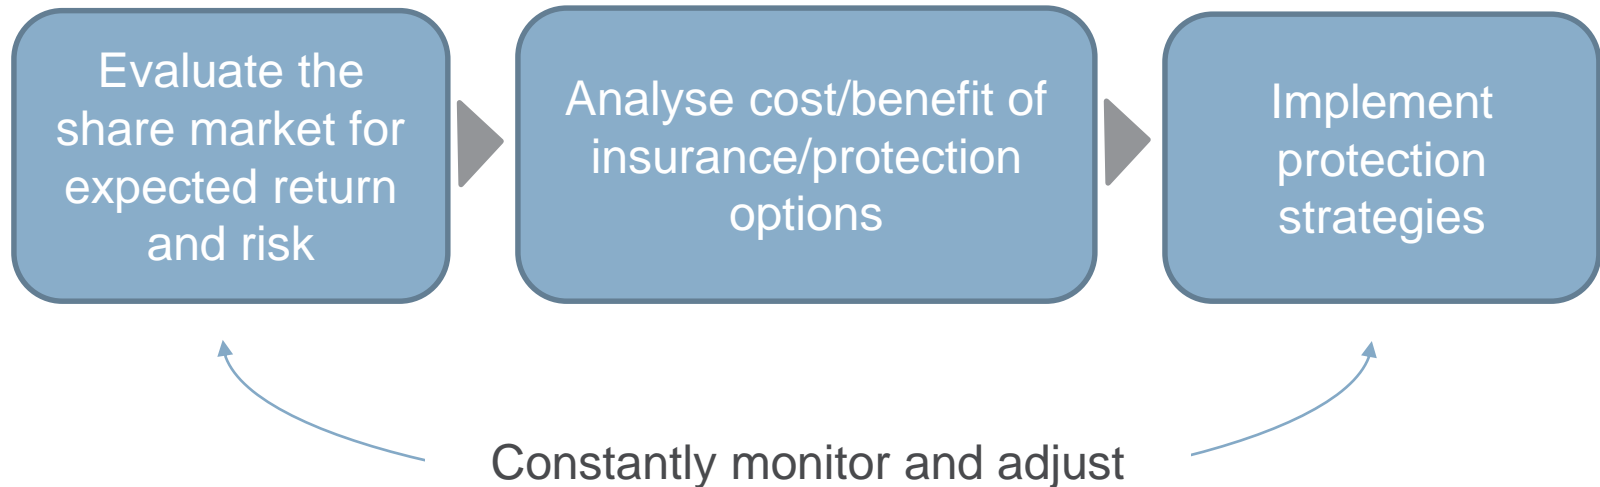 Evaluate the
share market for
expected return
and risk
Analyse cost/benefit of
insurance/protection
options
Implement
protection
strategies
Constantly monitor and adjust